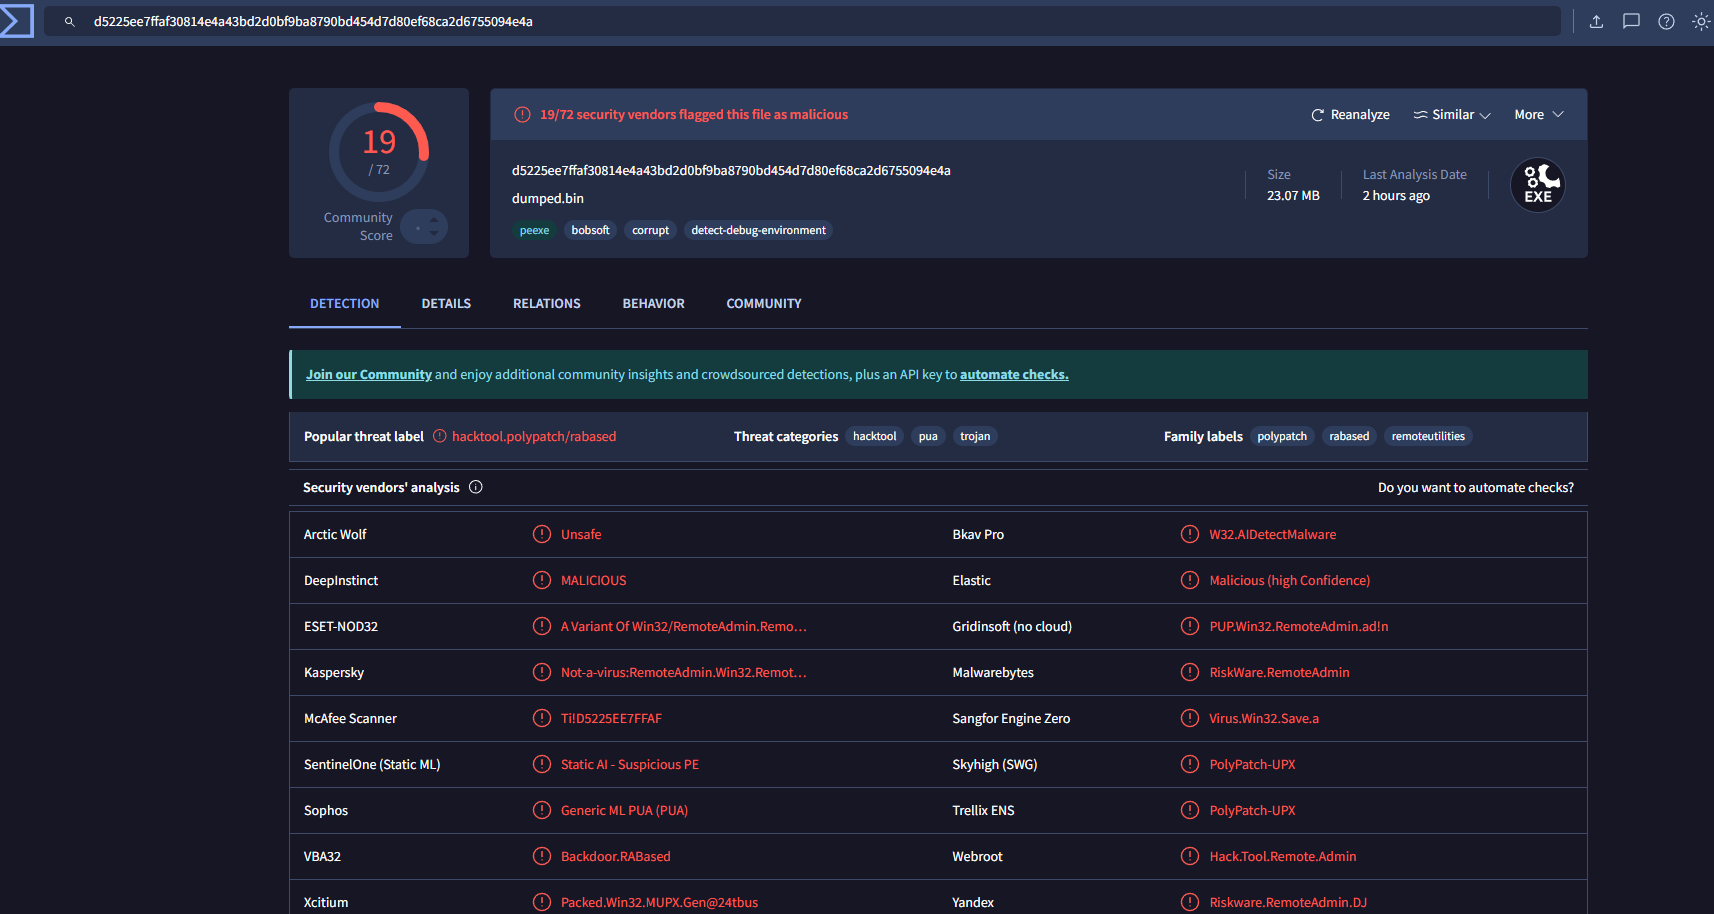 d5225ee7ffaf30814e4a43bd2d0bf9ba8790bd454d7d80ef68ca2d6755094e4a
19
/ 72
Community
Score
19/72 security vendors flagged this file as malicious
Reanalyze
Similar
More
d5225ee7ffaf30814e4a43bd2d0bf9ba8790bd454d7d80ef68ca2d6755094e4a
dumped.bin
peexe bobsoft corrupt detect-debug-environment
Size
23.07 MB
Last Analysis Date
2 hours ago
EXE
DETECTION DETAILS RELATIONS BEHAVIOR COMMUNITY
Join our Community and enjoy additional community insights and crowdsourced detections, plus an API key to automate checks.
Popular threat label hacktool.polypatch/rabased Threat categories hacktool pua trojan Family labels polypatch rabased remoteutilities
Security vendors' analysis Do you want to automate checks?
Arctic Wolf Unsafe Bkav Pro W32.AIDetectMalware
DeepInstinct MALICIOUS Elastic Malicious (high Confidence)
ESET-NOD32 A Variant Of Win32/RemoteAdmin.Remo... Gridinsoft (no cloud) PUP.Win32.RemoteAdmin.ad!n
Kaspersky Not-a-virus:RemoteAdmin.Win32.Remot... Malwarebytes RiskWare.RemoteAdmin
McAfee Scanner Ti!D5225EE7FFAF Sangfor Engine Zero Virus.Win32.Save.a
SentinelOne (Static ML) Static AI - Suspicious PE Skyhigh (SWG) PolyPatch-UPX
Sophos Generic ML PUA (PUA) Trellix ENS PolyPatch-UPX
VBA32 Backdoor.RABased Webroot Hack.Tool.Remote.Admin
Xcitium Packed.Win32.MUPX.Gen@24tbus Yandex Riskware.RemoteAdmin.DJ